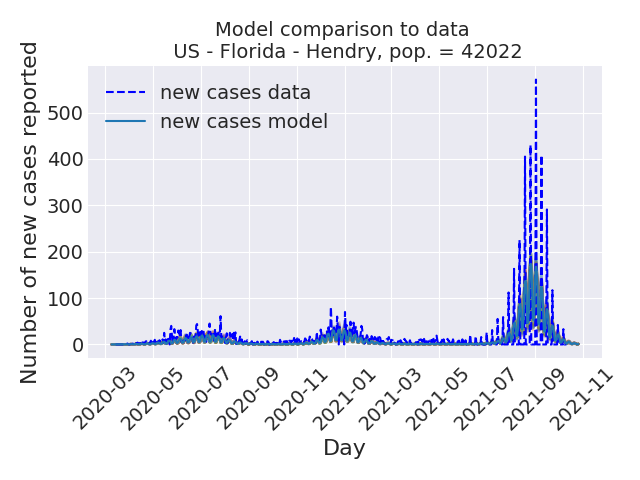 Model comparison to data
US - Florida - Hendry, pop. = 42022
new cases data
new cases model
Number of new cases reported
500
400
300
200
100
0
2020-03
2020-05
2020-07
2020-09
2020-11
2021-01
2021-03
2021-05
2021-07
2021-09
2021-11
Day